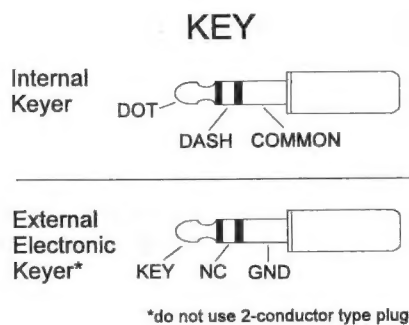 KEY
Internal
Keyer
DOT
DASH COMMON
External
Electronic
Keyer*
KEY NC GND
*do not use 2-conductor type plug